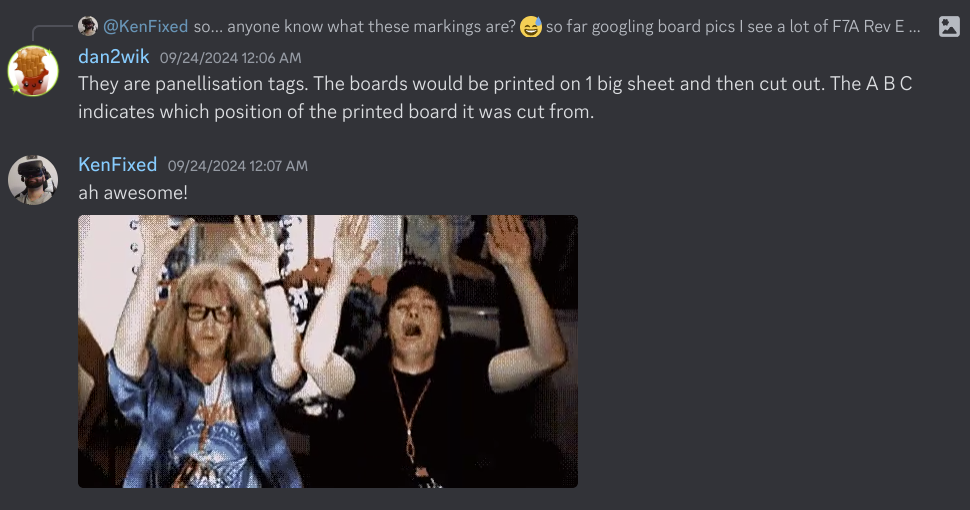 @KenFixed so... anyone know what these markings are? 😅 so far googling board pics I see a lot of F7A Rev E ...
dan2wik 09/24/2024 12:06 AM
They are panellisation tags. The boards would be printed on 1 big sheet and then cut out. The A B C
indicates which position of the printed board it was cut from.
KenFixed 09/24/2024 12:07 AM
ah awesome!